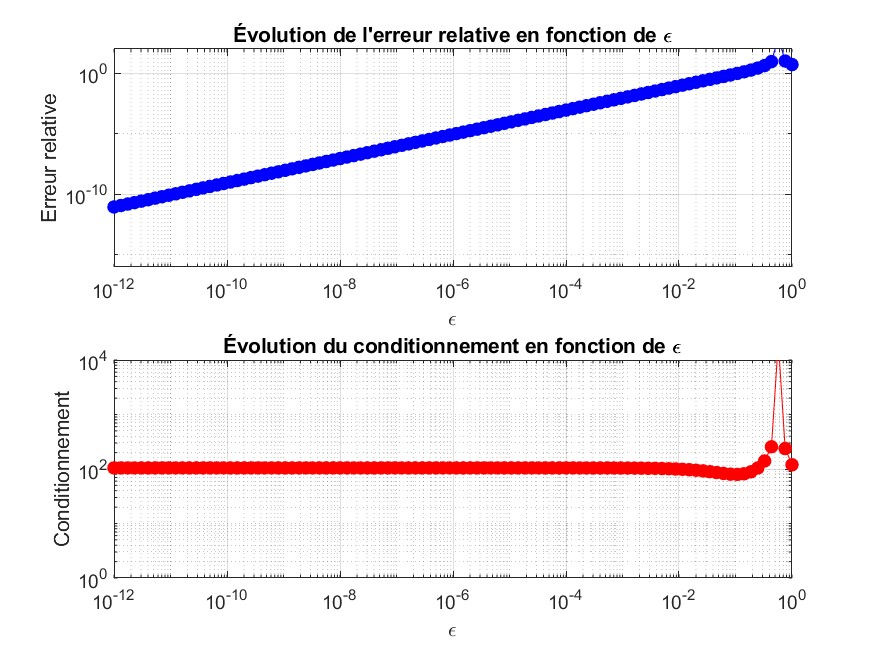 Évolution de l'erreur relative en fonction de ϵ
Erreur relative
10^0
10^-10
10^-12 10^-10 10^-8 10^-6 10^-4 10^-2 10^0
ϵ
Évolution du conditionnement en fonction de ϵ
Conditionnement
10^4
10^2
10^0
10^-12 10^-10 10^-8 10^-6 10^-4 10^-2 10^0
ϵ